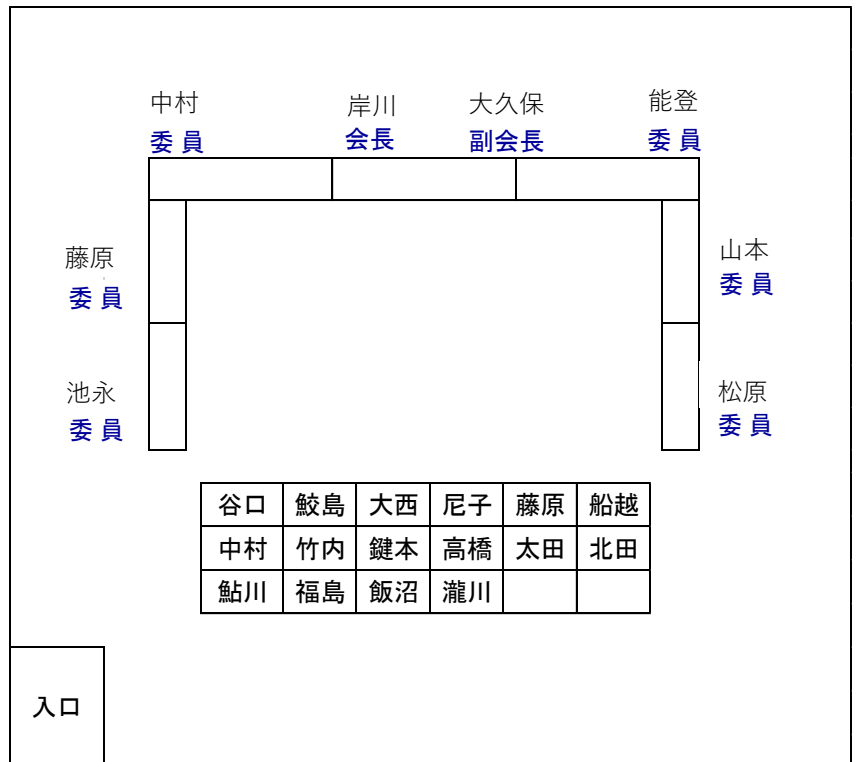 中村 岸川 大久保 能登
委 員 会長 副会長 委 員
藤原 山本
委 員 委 員
池永 松原
委 員 委 員
谷口 鮫島 大西 尼子 藤原 船越
中村 竹内 鍵本 高橋 太田 北田
鮎川 福島 飯沼 瀧川
入口